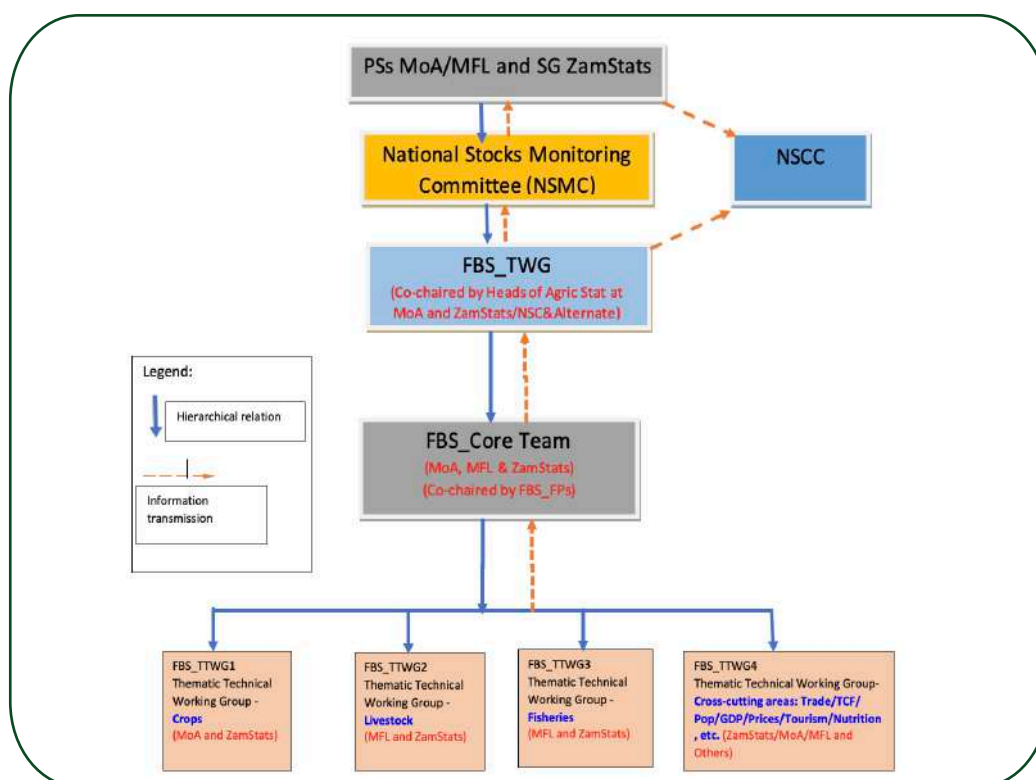 PSs MoA/MFL and SG ZamStats
National Stocks Monitoring
Committee (NSMC)
NSCC
FBS_TWG
(Co-chaired by Heads of Agric Stat at
MoA and ZamStats/NSC&Alternate)
Legend:
Hierarchical relation
Information
transmission
FBS_Core Team
(MoA, MFL & ZamStats)
(Co-chaired by FBS_FPs)
FBS_TTWG1
Thematic Technical
Working Group -
Crops
(MoA and ZamStats)
FBS_TTWG2
Thematic Technical
Working Group -
Livestock
(MFL and ZamStats)
FBS_TTWG3
Thematic Technical
Working Group -
Fisheries
(MFL and ZamStats)
FBS_TTWG4
Thematic Technical Working Group-
Cross-cutting areas: Trade/TCF/
Pop/GDP/Prices/Tourism/Nutrition
, etc. (ZamStats/MoA/MFL and
Others)